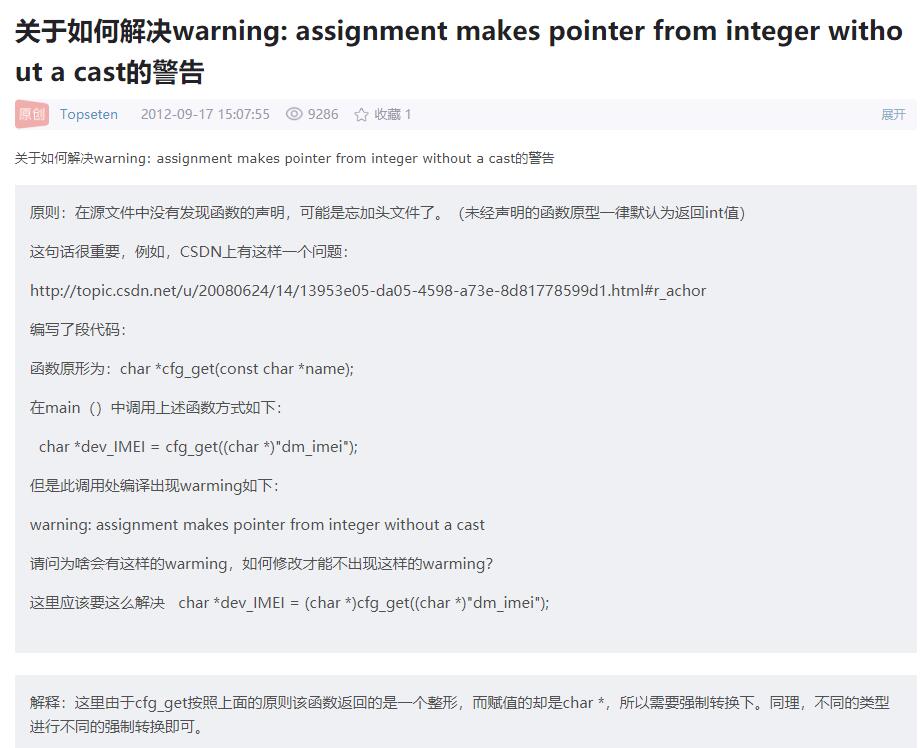 关于如何解决warning: assignment makes pointer from integer witho
ut a cast的警告
原创 Topseten 2012-09-17 15:07:55 9286 收藏 1 展开
关于如何解决warning: assignment makes pointer from integer without a cast的警告
原则：在源文件中没有发现函数的声明，可能是忘加头文件了。（未经声明的函数原型一律默认为返回int值）
这句话很重要，例如，CSDN上有这样一个问题：
http://topic.csdn.net/u/20080624/14/13953e05-da05-4598-a73e-8d81778599d1.html#r_achor
编写了段代码：
函数原形为：char *cfg_get(const char *name);
在main（）中调用上述函数方式如下：
char *dev_IMEI = cfg_get((char *)"dm_imei");
但是此调用处编译出现warming如下：
warning: assignment makes pointer from integer without a cast
请问为啥会有这样的warming，如何修改才能不出现这样的warming？
这里应该要这么解决 char *dev_IMEI = (char *)cfg_get((char *)"dm_imei");
解释：这里由于cfg_get按照上面的原则该函数返回的是一个整形，而赋值的却是char *，所以需要强制转换下。同理，不同的类型
进行不同的强制转换即可。